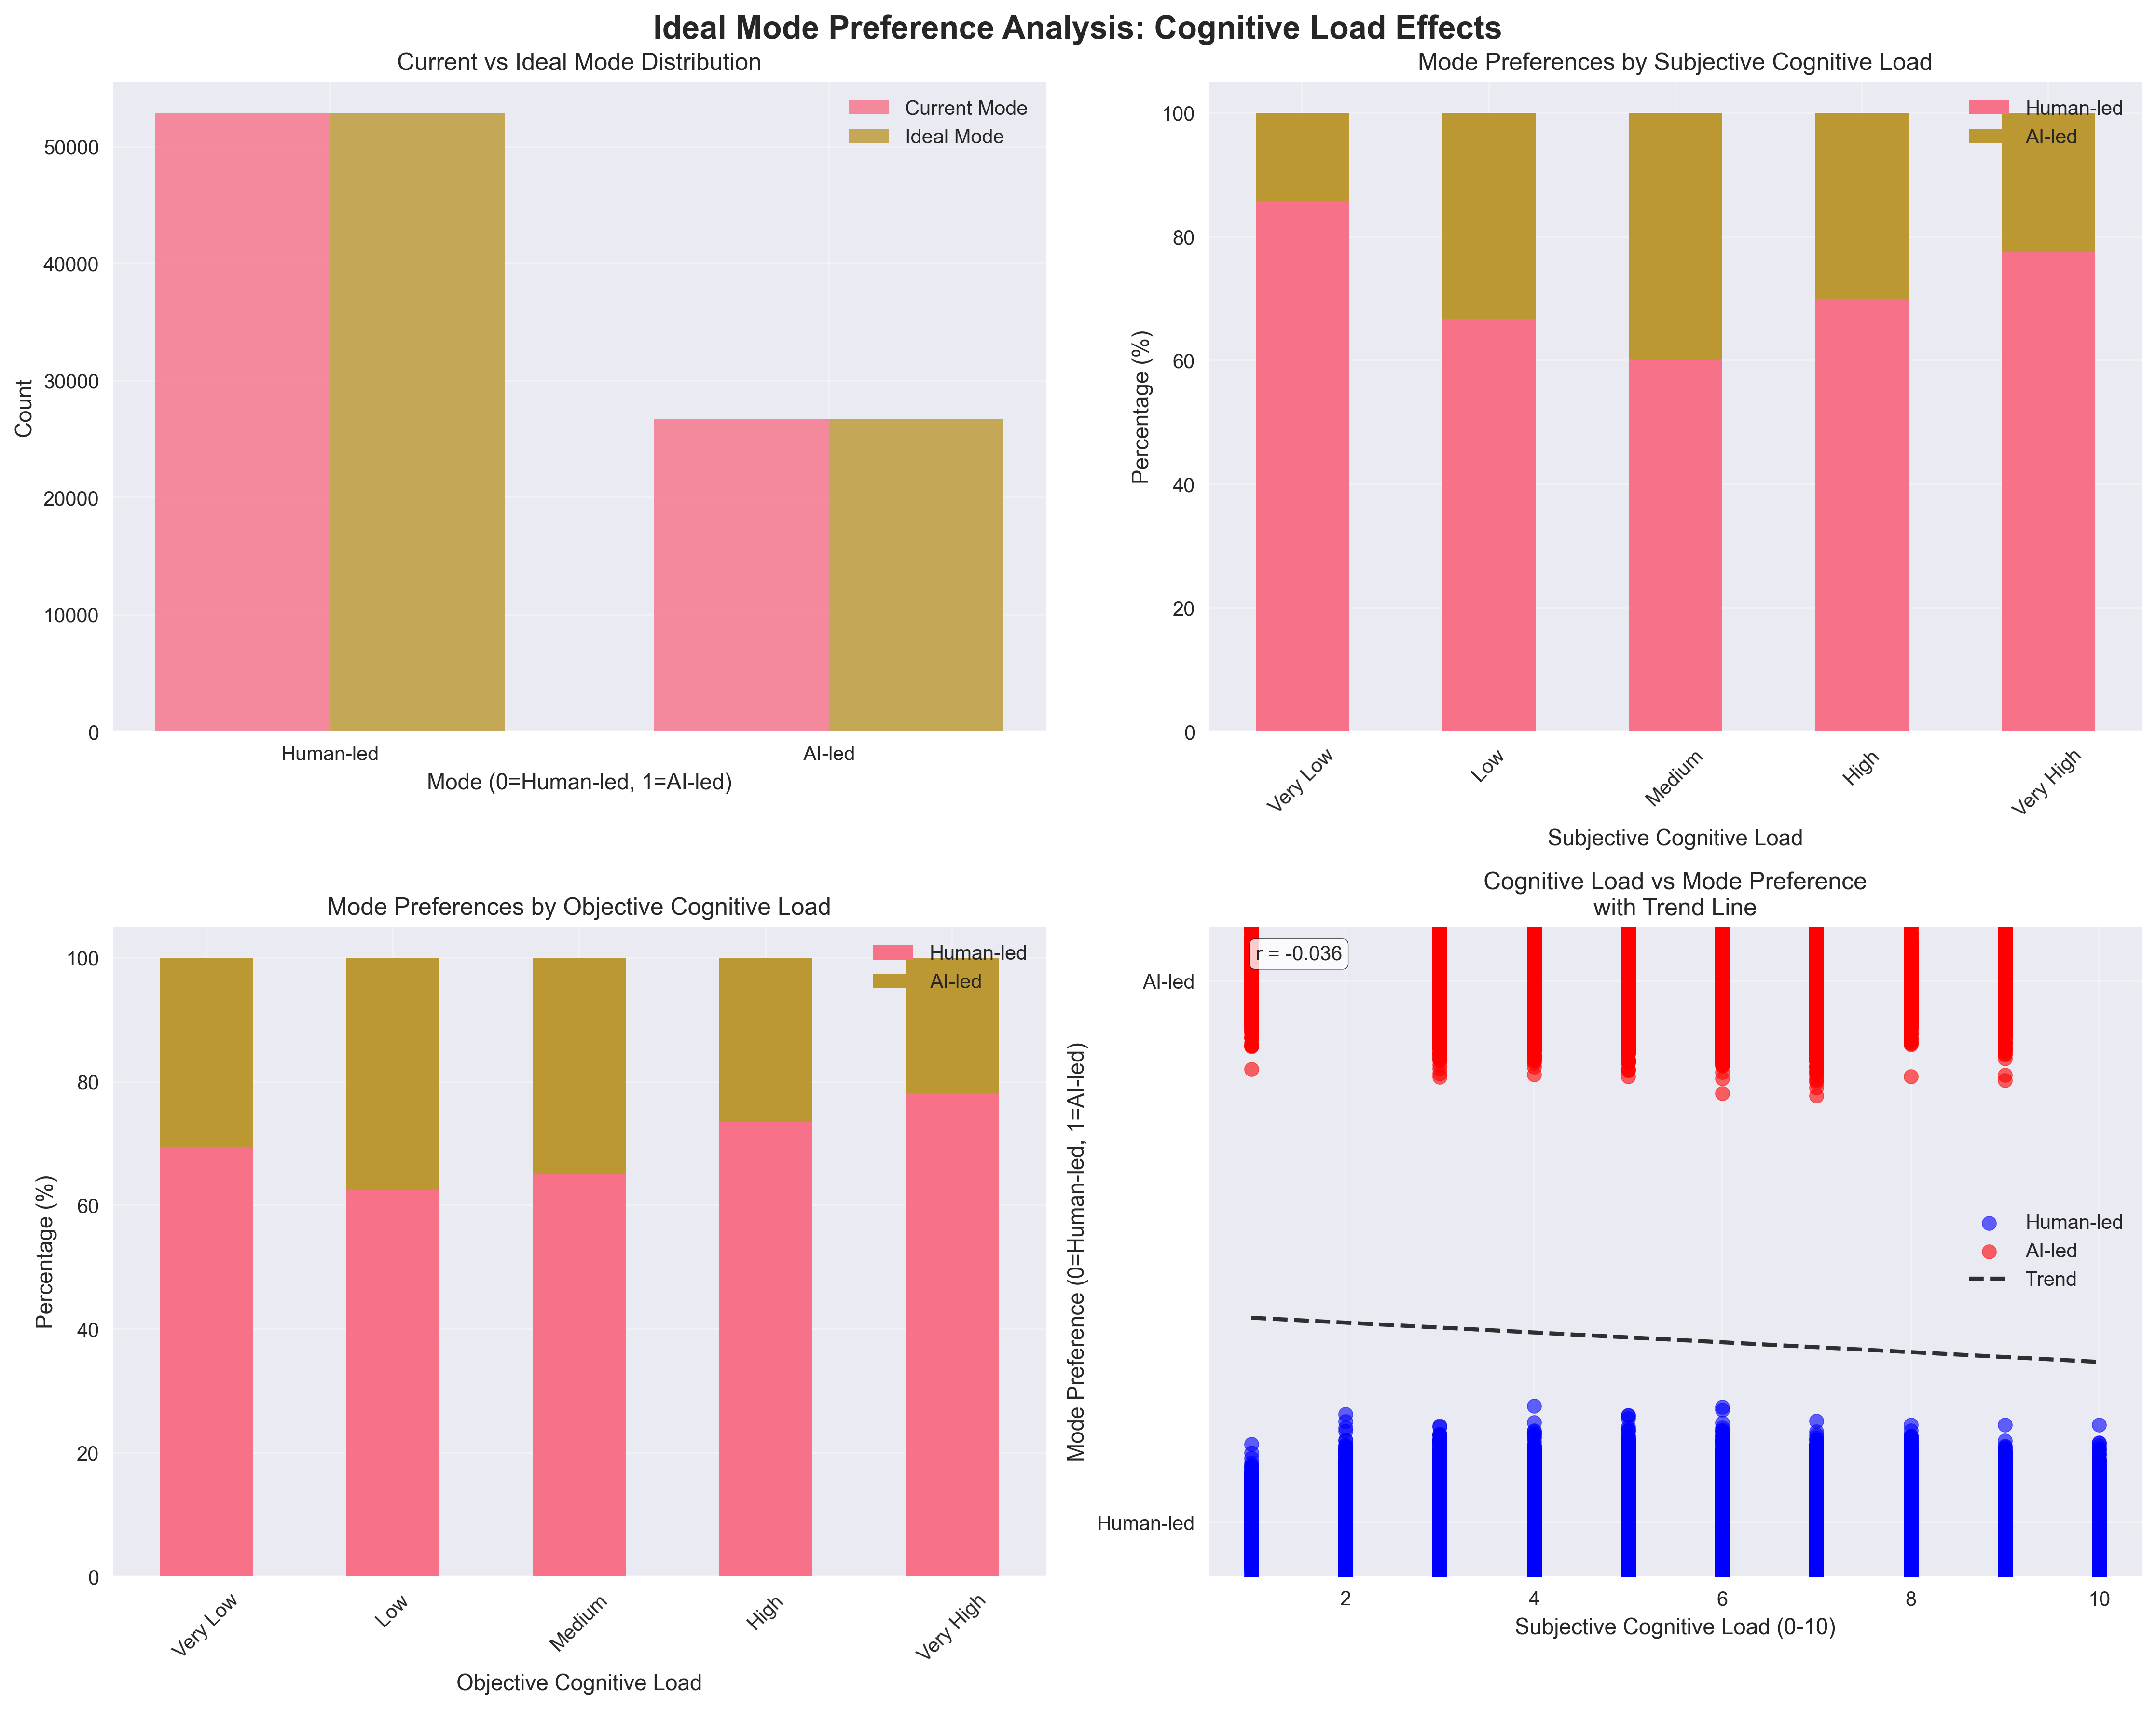 Ideal Mode Preference Analysis: Cognitive Load Effects
Current vs Ideal Mode Distribution
Current Mode
Ideal Mode
50000
40000
30000
20000
10000
0
Count
Human-led
AI-led
Mode (0=Human-led, 1=AI-led)
Mode Preferences by Subjective Cognitive Load
Human-led
AI-led
100
80
60
40
20
0
Percentage (%)
Very Low
Low
Medium
High
Very High
Subjective Cognitive Load
Mode Preferences by Objective Cognitive Load
Human-led
AI-led
100
80
60
40
20
0
Percentage (%)
Very Low
Low
Medium
High
Very High
Objective Cognitive Load
Cognitive Load vs Mode Preference
with Trend Line
r = -0.036
AI-led
Human-led
Mode Preference (0=Human-led, 1=AI-led)
Human-led
AI-led
Trend
2
4
6
8
10
Subjective Cognitive Load (0-10)